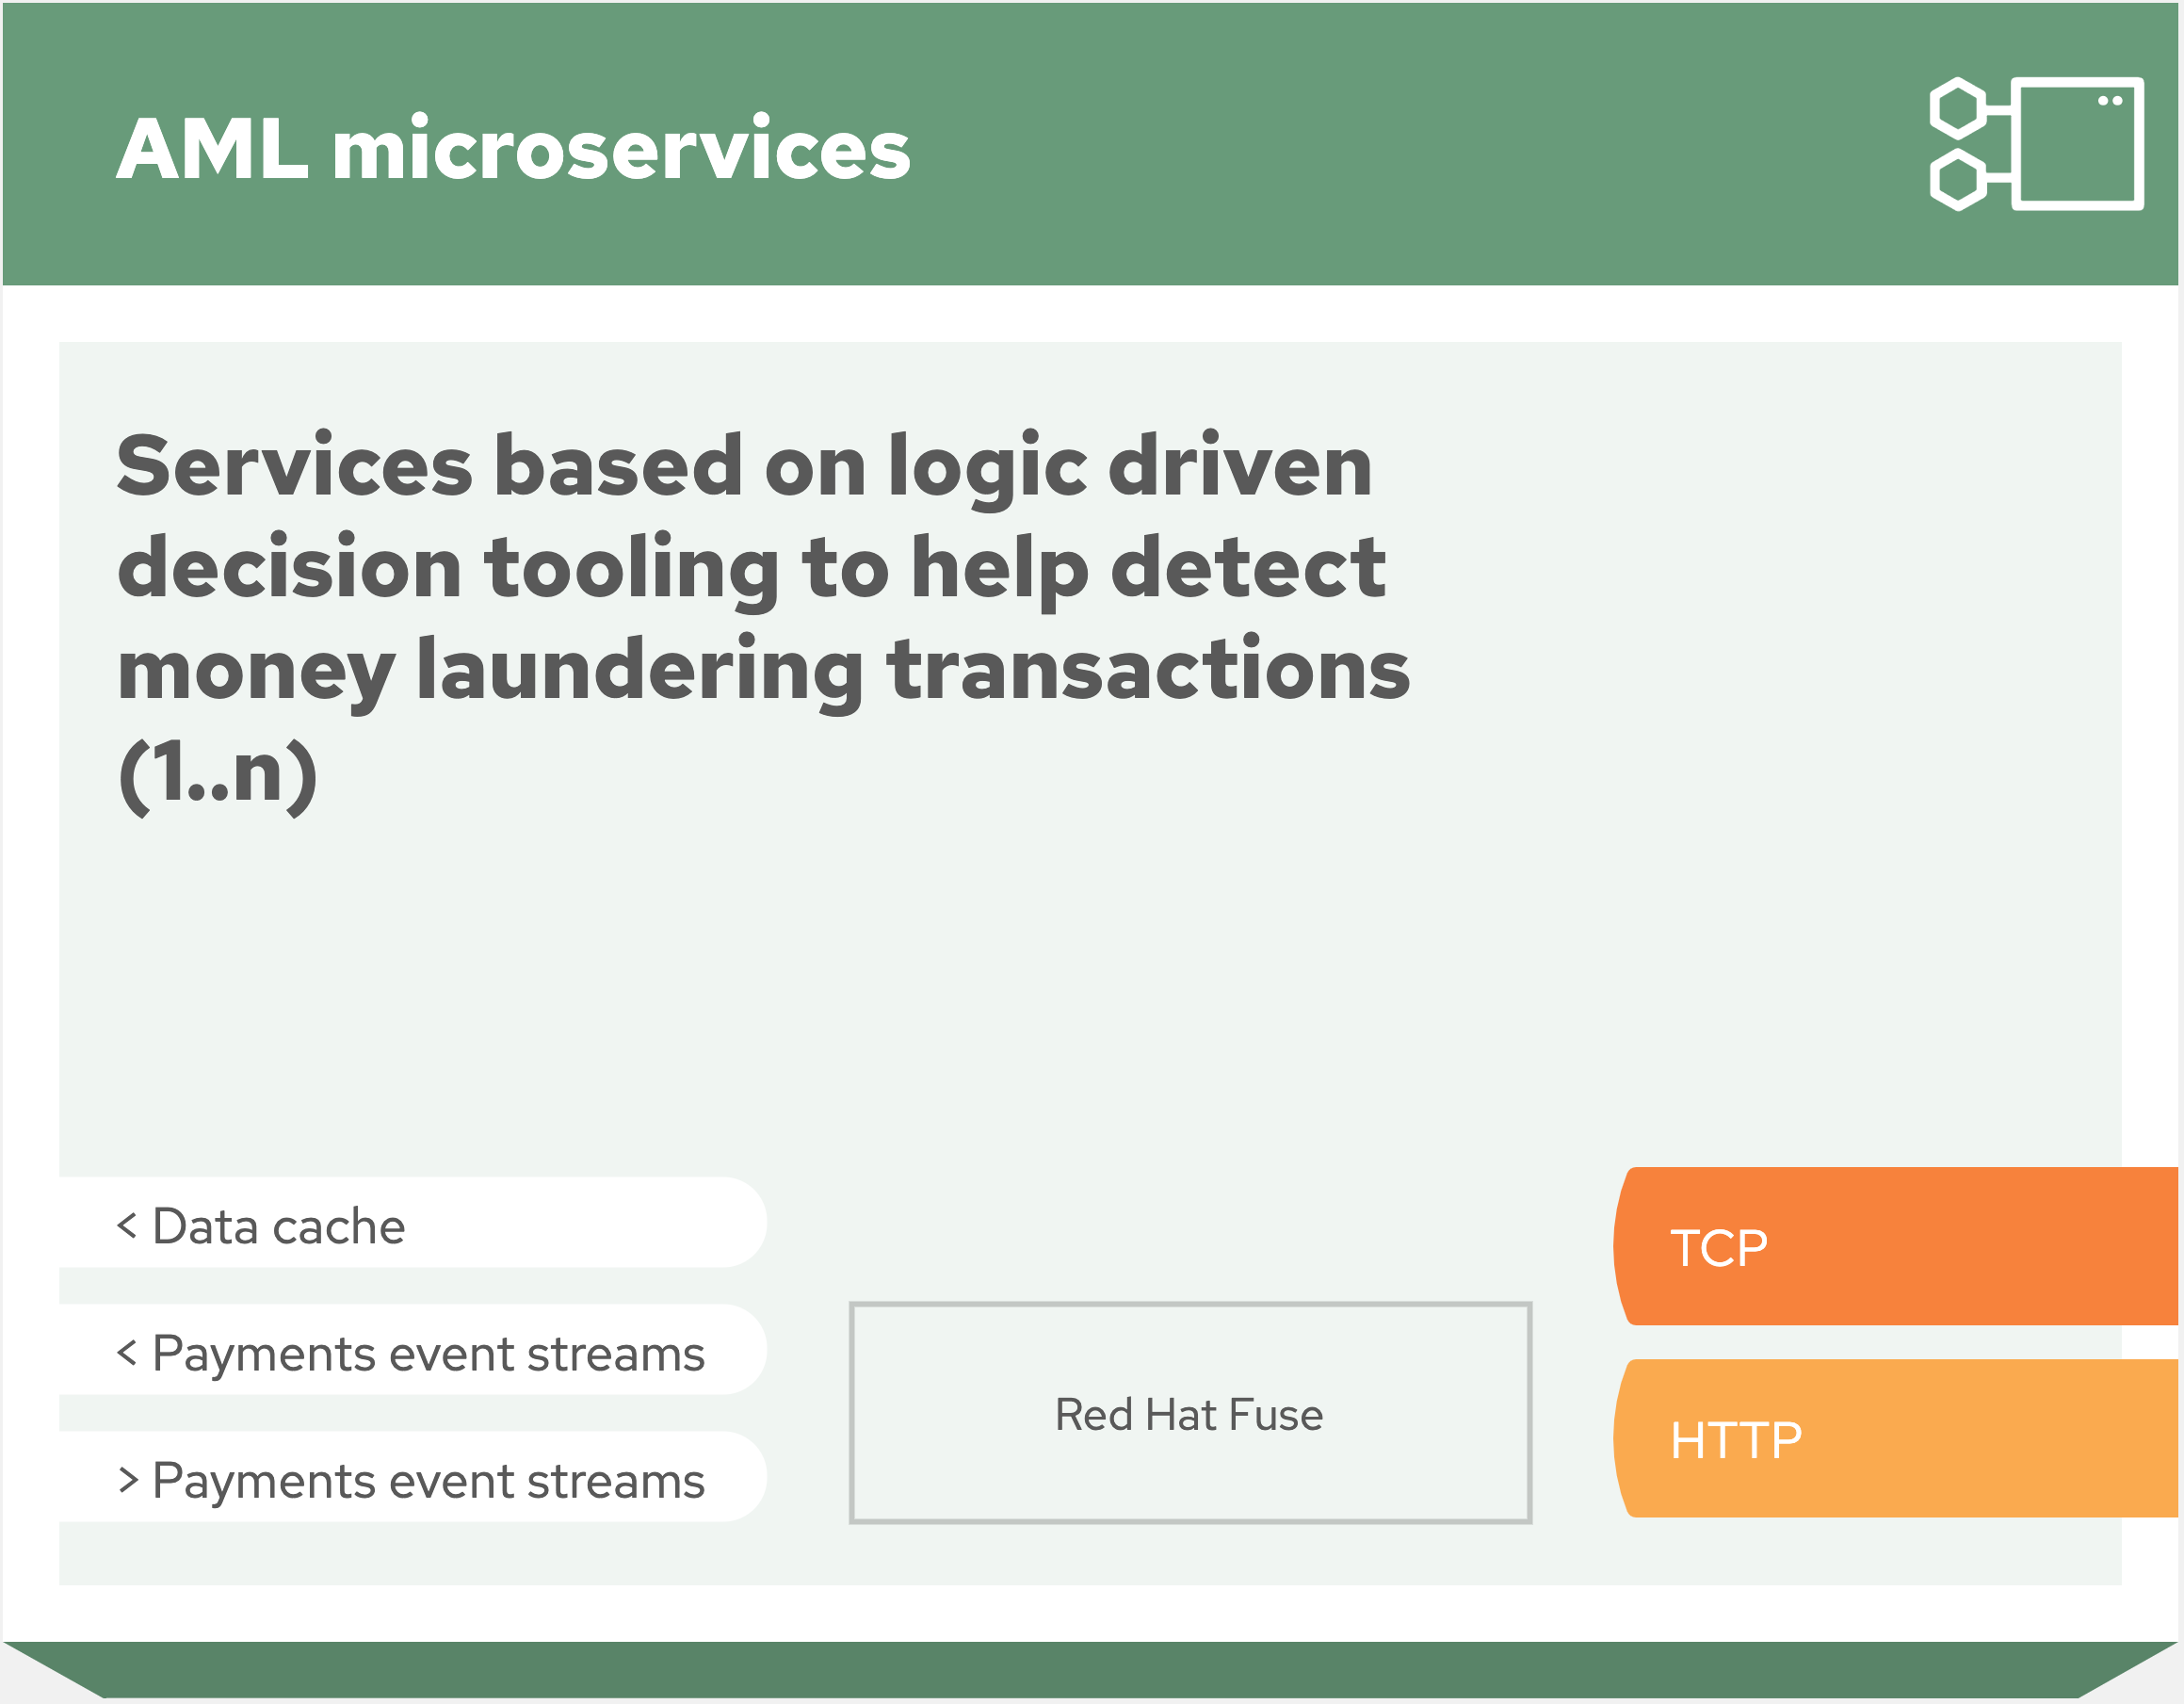 AML microservices
Services based on logic driven
decision tooling to help detect
money laundering transactions
(1..n)
< Data cache
< Payments event streams
> Payments event streams
Red Hat Fuse
TCP
HTTP